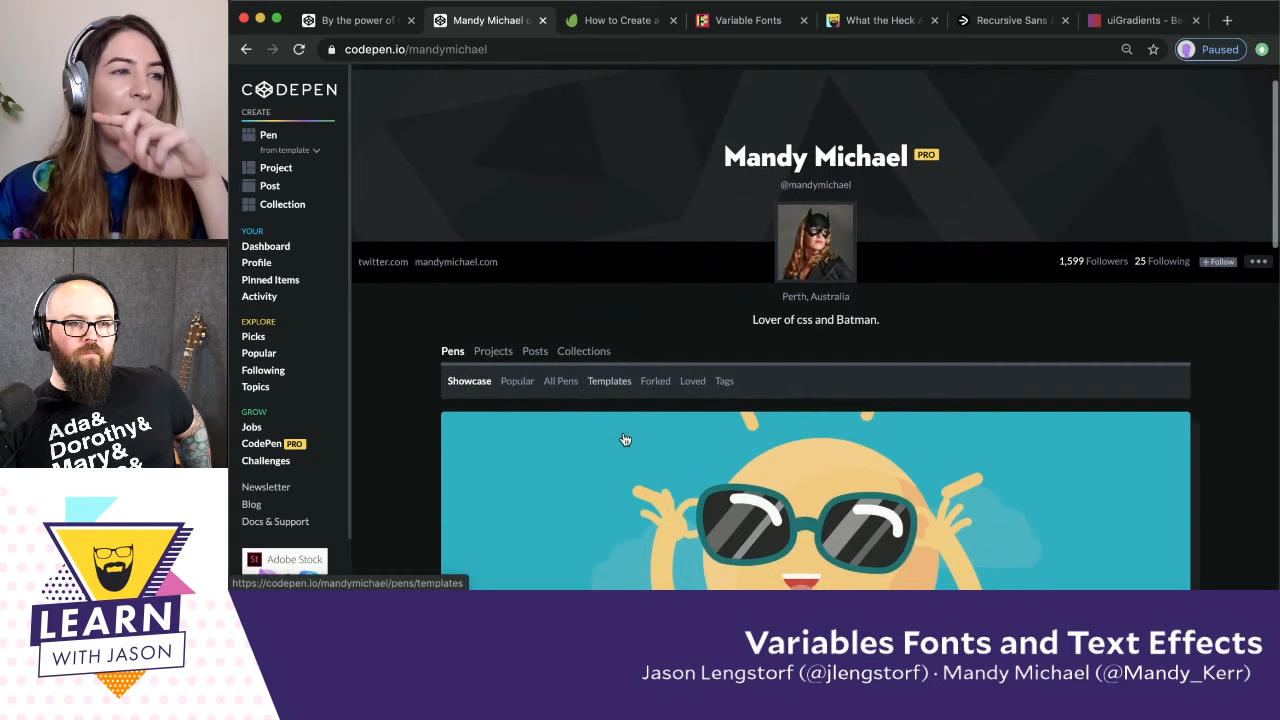 By the power of
Mandy Michael o
How to Create a
Variable Fonts
What the Heck
Recursive Sans
uiGradients - Be
codepen.io/mandymichael
Paused
CODEPEN
CREATE
Pen
from template
Project
Post
Collection
YOUR
Dashboard
Profile
Pinned Items
Activity
EXPLORE
Picks
Popular
Following
Topics
GROW
Jobs
CodePen PRO
Challenges
Newsletter
Blog
Docs & Support
St Adobe Stock
https://codepen.io/mandymichael/pens/templates
Mandy Michael PRO
@mandymichael
twitter.com mandymichael.com
1,599 Followers 25 Following + Follow
Perth, Australia
Lover of css and Batman.
Pens Projects Posts Collections
Showcase Popular All Pens Templates Forked Loved Tags
Ada&
Dorothy&
Mary&
LEARN
WITH JASON
Variables Fonts and Text Effects
Jason Lengstorf (@jlengstorf) · Mandy Michael (@Mandy_Kerr)